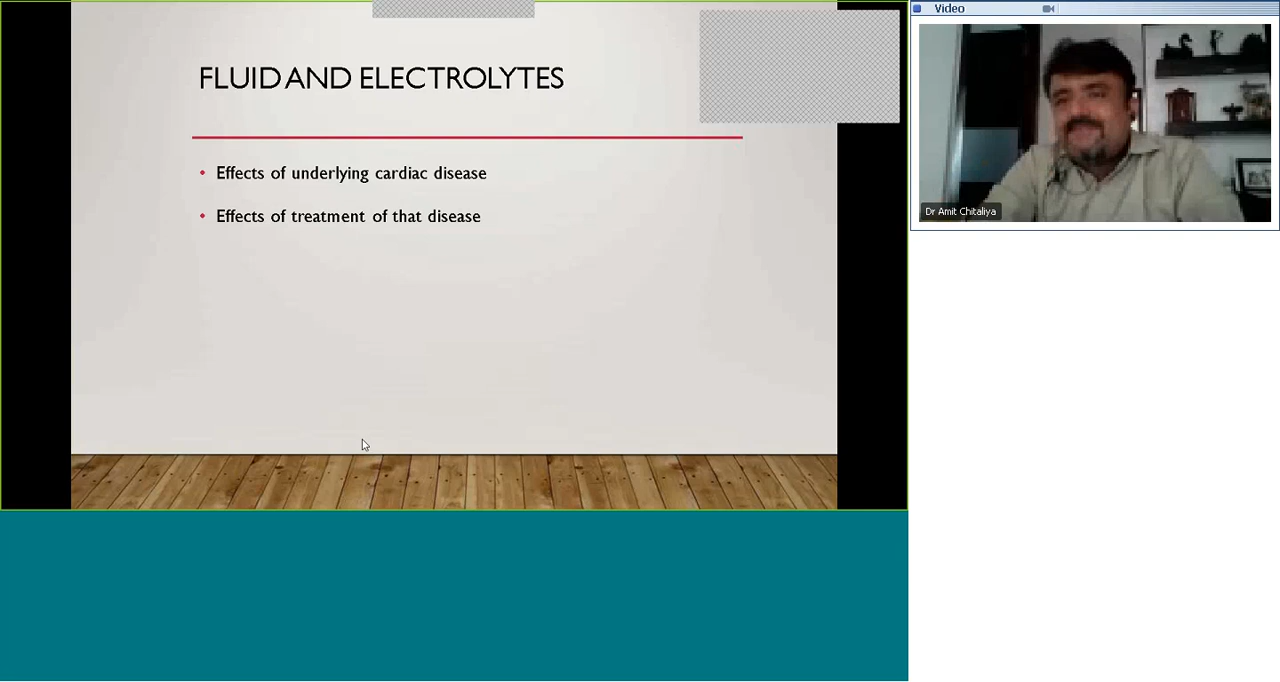 FLUID AND ELECTROLYTES
• Effects of underlying cardiac disease
• Effects of treatment of that disease
Video
Dr Amit Chitaliya